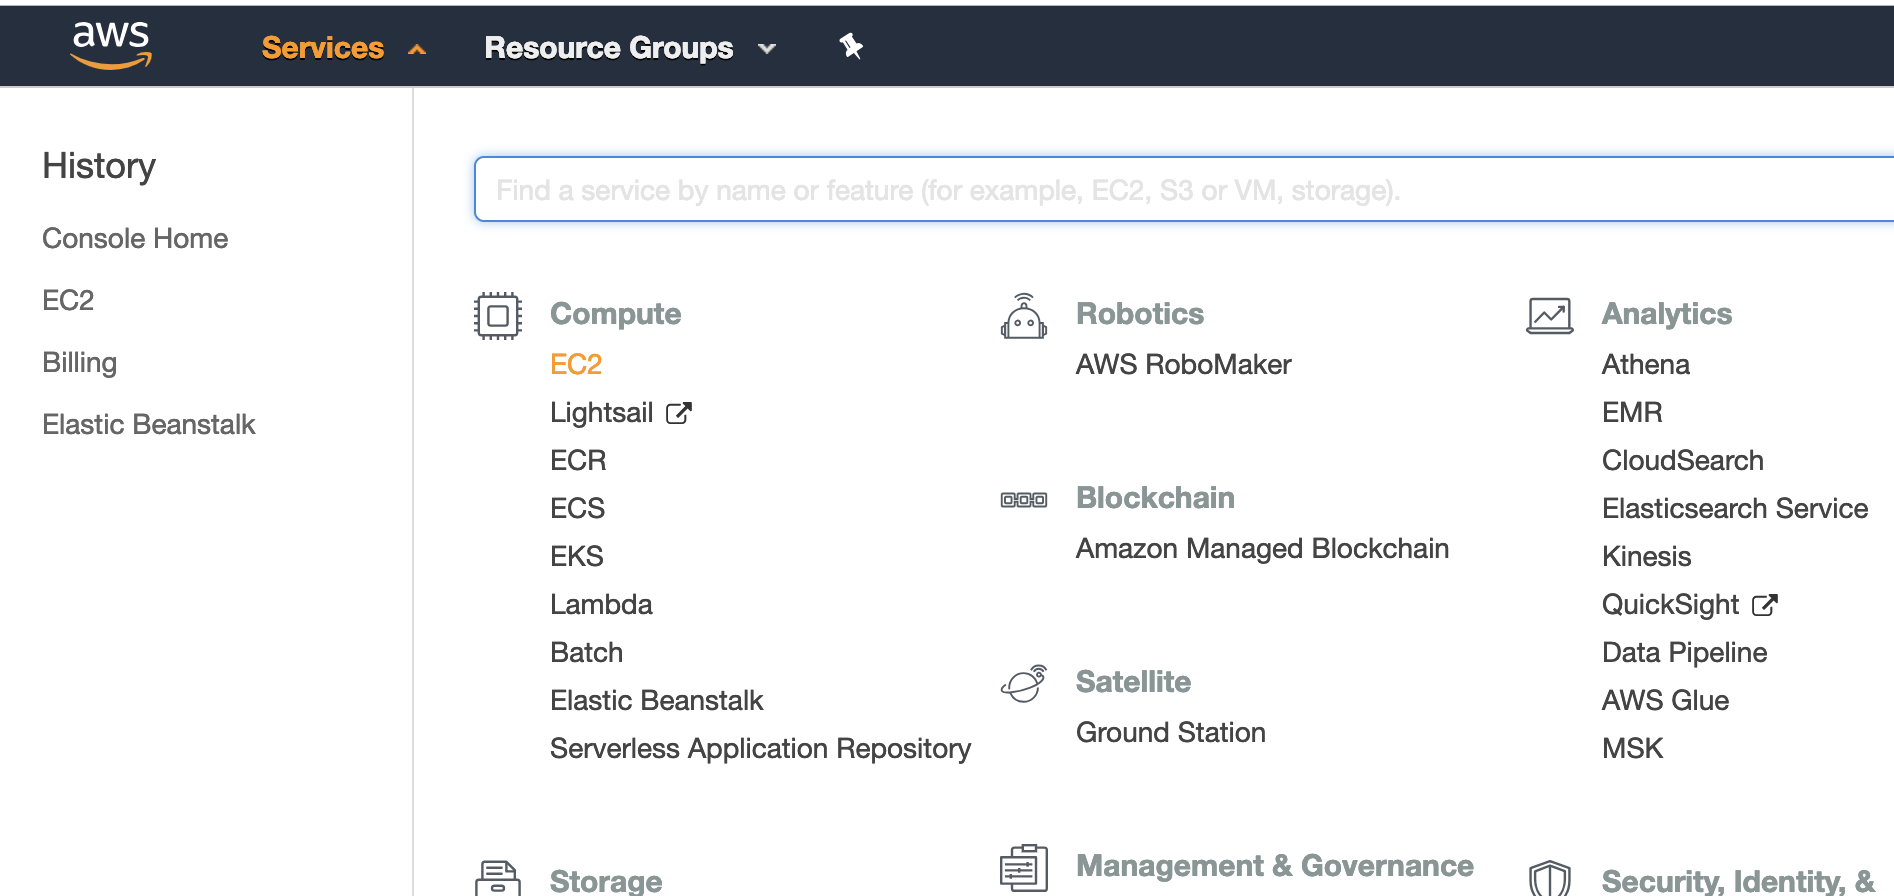 aws
Services
Resource Groups
History
Console Home
EC2
Billing
Elastic Beanstalk
Find a service by name or feature (for example, EC2, S3 or VM, storage).
Compute
EC2
Lightsail
ECR
ECS
EKS
Lambda
Batch
Elastic Beanstalk
Serverless Application Repository
Storage
Robotics
AWS RoboMaker
Blockchain
Amazon Managed Blockchain
Satellite
Ground Station
Management & Governance
Analytics
Athena
EMR
CloudSearch
Elasticsearch Service
Kinesis
QuickSight
Data Pipeline
AWS Glue
MSK
Security, Identity, &